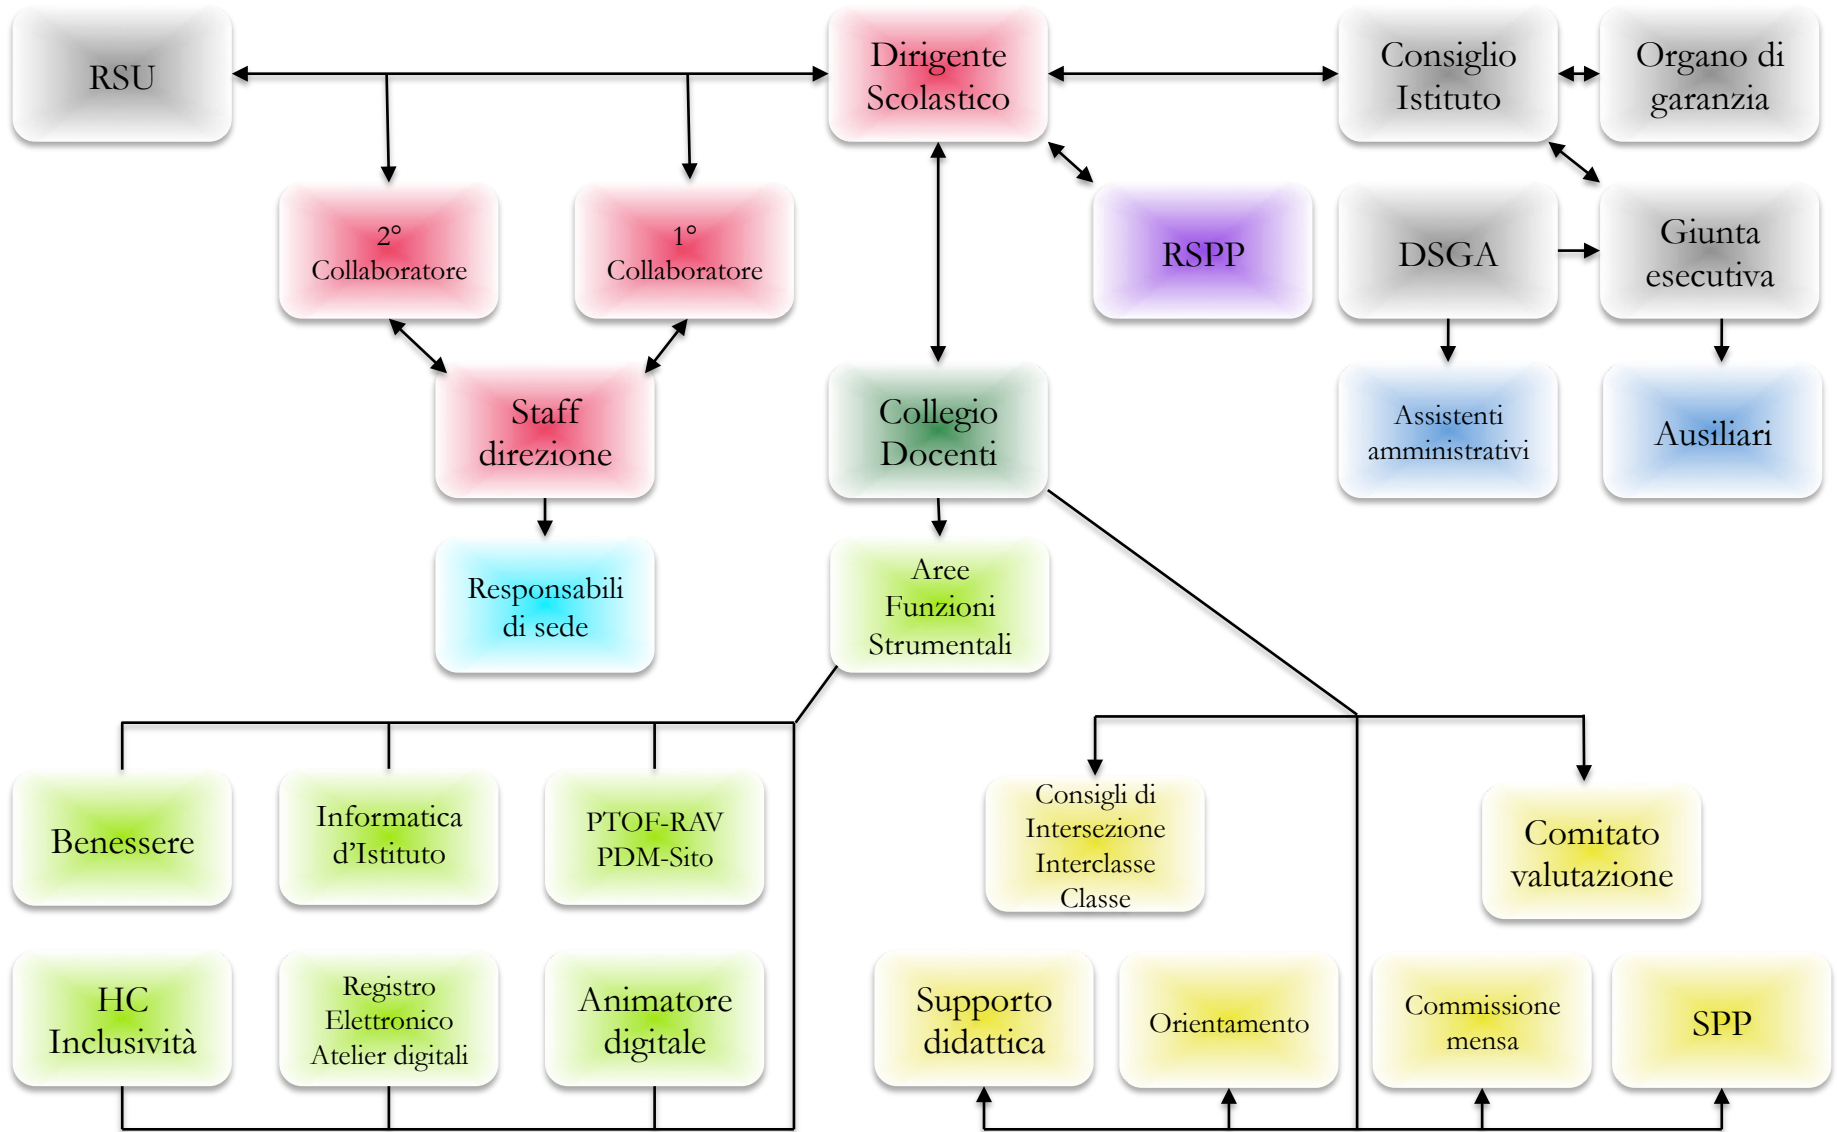 RSU
Dirigente
Scolastico
Consiglio
Istituto
Organo di
garanzia
2°
Collaboratore
1°
Collaboratore
RSPP
DSGA
Giunta
esecutiva
Staff
direzione
Collegio
Docenti
Assistenti
amministrativi
Ausiliari
Responsabili
di sede
Aree
Funzioni
Strumentali
Benessere
Informatica
d’Istituto
PTOF-RAV
PDM-Sito
Consigli di
Intersezione
Interclasse
Classe
Comitato
valutazione
HC
Inclusività
Registro
Elettronico
Atelier digitali
Animatore
digitale
Supporto
didattica
Orientamento
Commissione
mensa
SPP